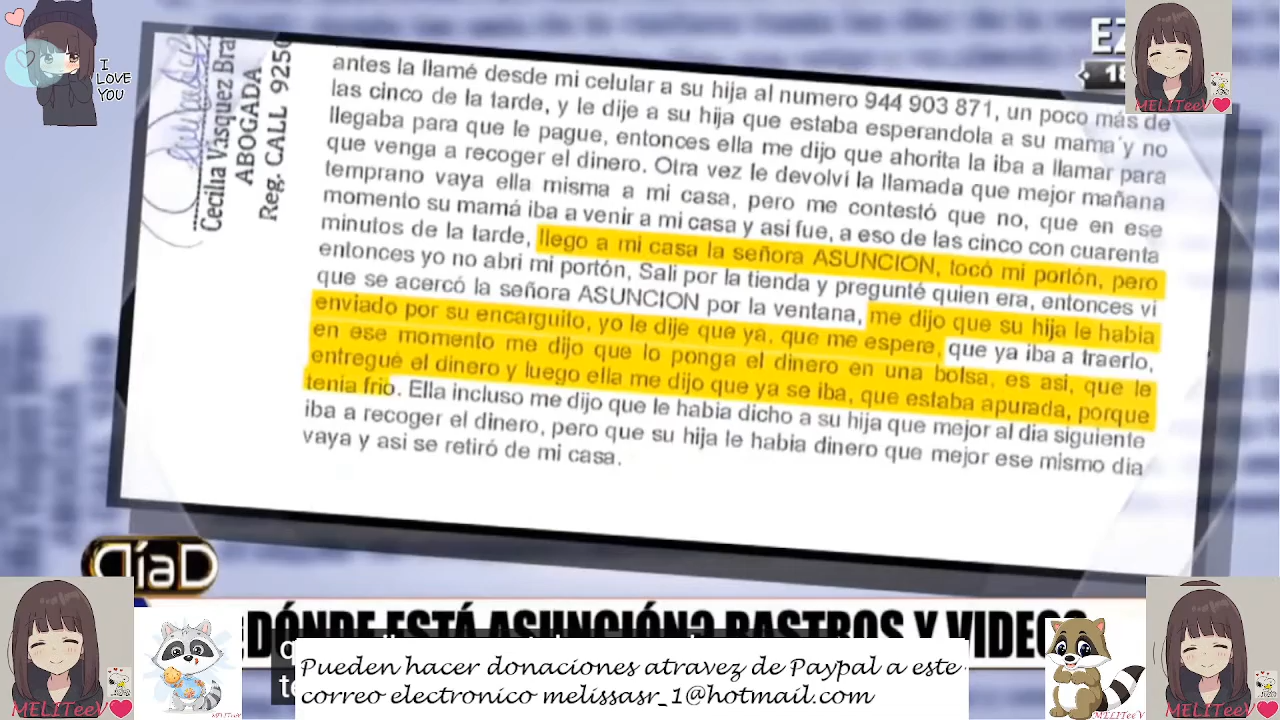 I
LOVE
YOU
EZ
18
MELITeeV
Cecilia Vásquez Bra
ABOGADA
Reg. CALL 9250
antes la llamé desde mi celular a su hija al numero 944 903 871, un poco más de
las cinco de la tarde, y le dije a su hija que estaba esperandola a su mama y no
llegaba para que le pague, entonces ella me dijo que ahorita la iba a llamar para
que venga a recoger el dinero. Otra vez le devolví la llamada que mejor mañana
temprano vaya ella misma a mi casa, pero me contestó que no, que en ese
momento su mamá iba a venir a mi casa y asi fue, a eso de las cinco con cuarenta
minutos de la tarde, llego a mi casa la señora ASUNCION, tocó mi portón, pero
entonces yo no abri mi portón, Sali por la tienda y pregunté quien era, entonces vi
que se acercó la señora ASUNCION por la ventana, me dijo que su hija le habia
enviado por su encarguito, yo le dije que ya, que me espere, que ya iba a traerlo,
en ese momento me dijo que lo ponga el dinero en una bolsa, es asi, que le
entregué el dinero y luego ella me dijo que ya se iba, que estaba apurada, porque
tenía frio. Ella incluso me dijo que le habia dicho a su hija que mejor al dia siguiente
iba a recoger el dinero, pero que su hija le habia dinero que mejor ese mismo dia
vaya y asi se retiró de mi casa.
DíaD
¿DÓNDE ESTÁ ASUNCIÓN? RASTROS Y VIDEOS
Pueden hacer donaciones atravez de Paypal a este
correo electronico melissasr_1@hotmail.com
MELITeeV
MELITeeV
MELITeeV
MELITeeV